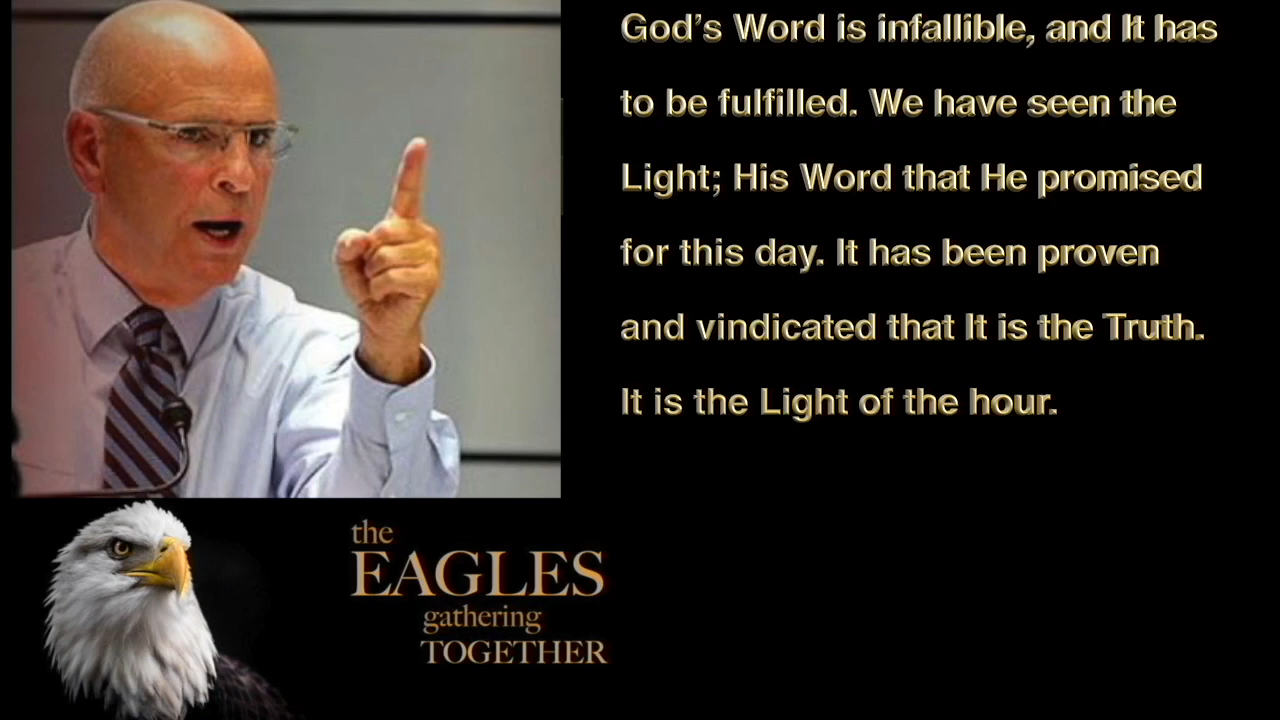 God’s Word is infallible, and It has
to be fulfilled. We have seen the
Light; His Word that He promised
for this day. It has been proven
and vindicated that It is the Truth.
It is the Light of the hour.
the
EAGLES
gathering
TOGETHER